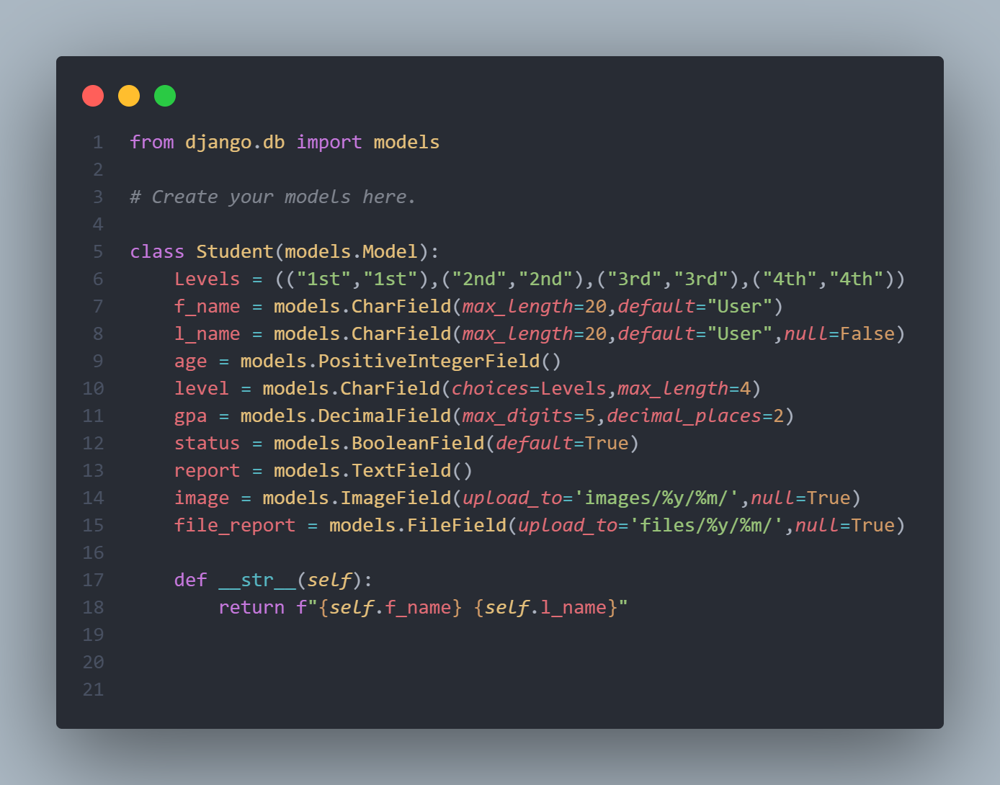 1 from django.db import models
2
3 # Create your models here.
4
5 class Student(models.Model):
6     Levels = (("1st","1st"),("2nd","2nd"),("3rd","3rd"),("4th","4th"))
7     f_name = models.CharField(max_length=20,default="User")
8     l_name = models.CharField(max_length=20,default="User",null=False)
9     age = models.PositiveIntegerField()
10     level = models.CharField(choices=Levels,max_length=4)
11     gpa = models.DecimalField(max_digits=5,decimal_places=2)
12     status = models.BooleanField(default=True)
13     report = models.TextField()
14     image = models.ImageField(upload_to='images/%y/%m/',null=True)
15     file_report = models.FileField(upload_to='files/%y/%m/',null=True)
16
17     def __str__(self):
18         return f"{self.f_name} {self.l_name}"
19
20
21